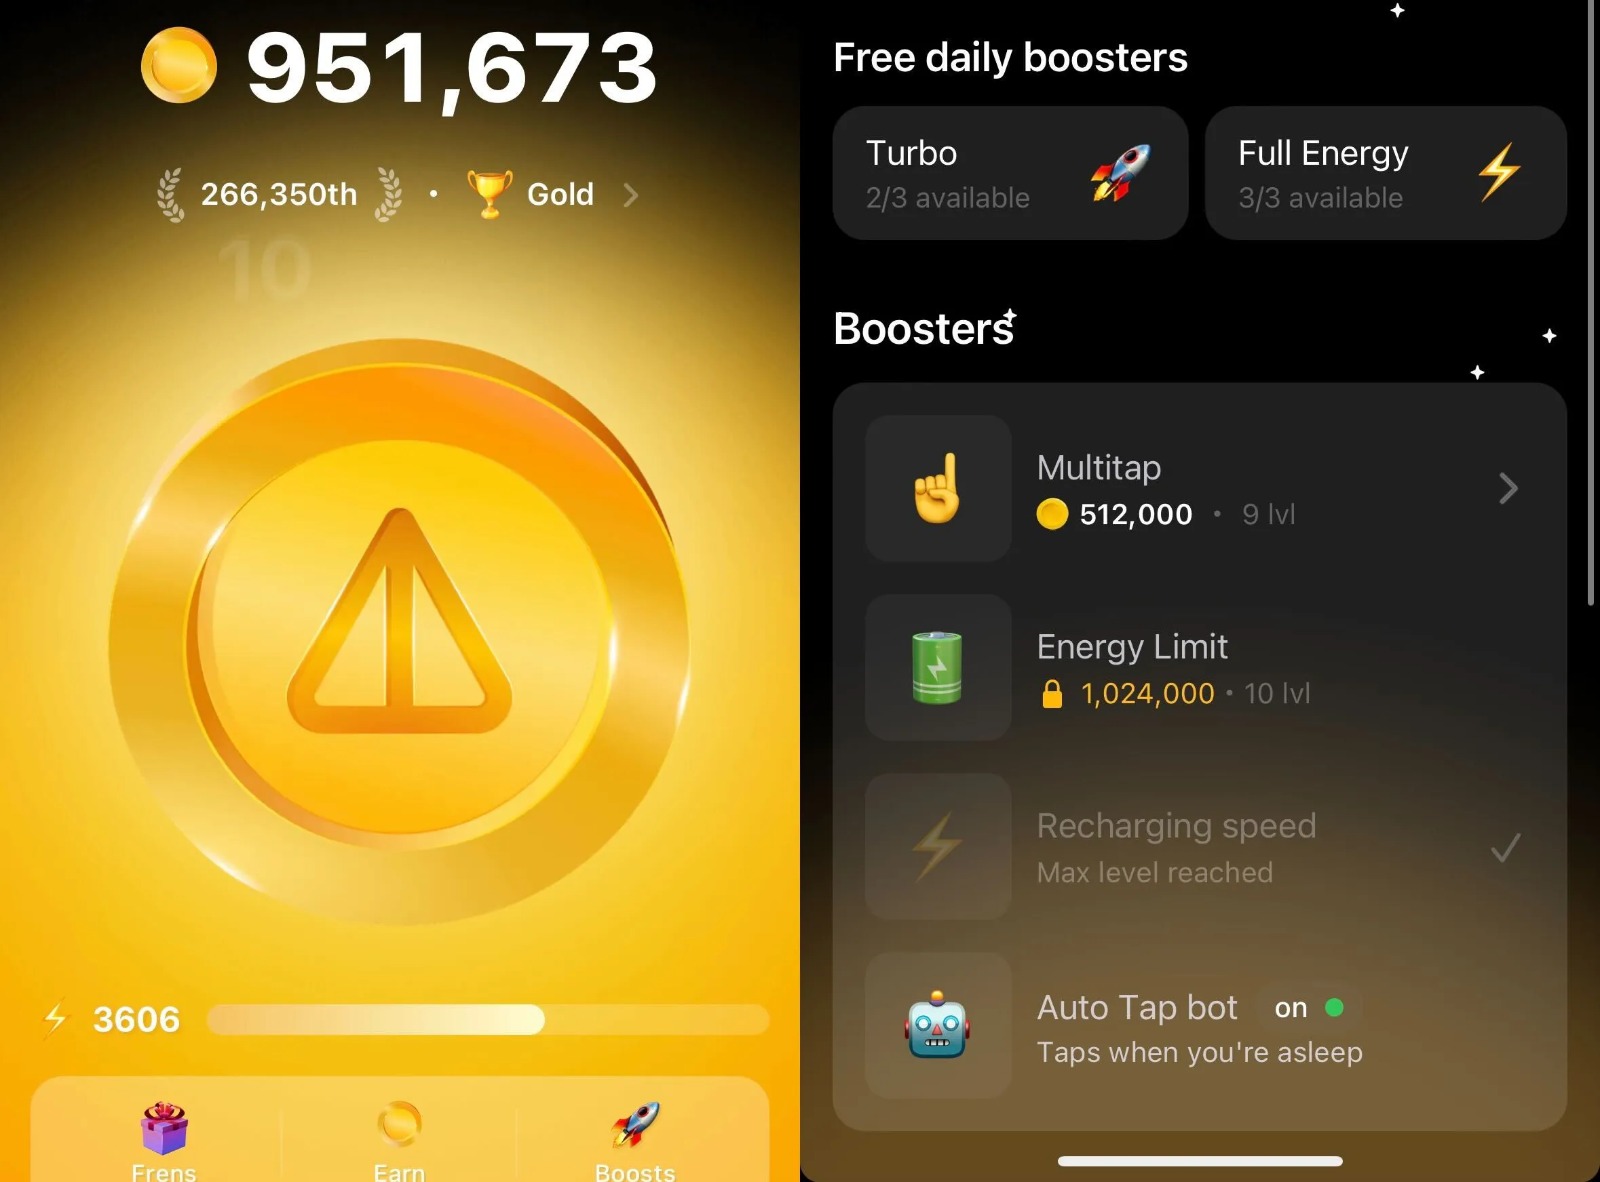 951,673
266,350th • Gold
10
3606
Frens Earn Boosts
Free daily boosters
Turbo
2/3 available
Full Energy
3/3 available
Boosters
Multitap
512,000 • 9 lvl
Energy Limit
1,024,000 • 10 lvl
Recharging speed
Max level reached
Auto Tap bot on
Taps when you're asleep